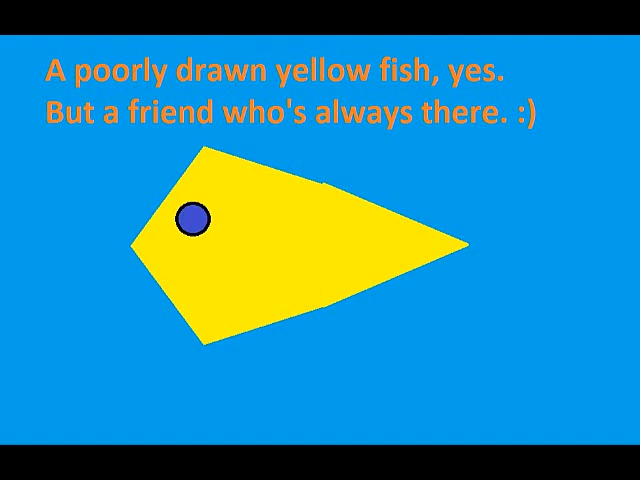 A poorly drawn yellow fish, yes.
But a friend who's always there. :)